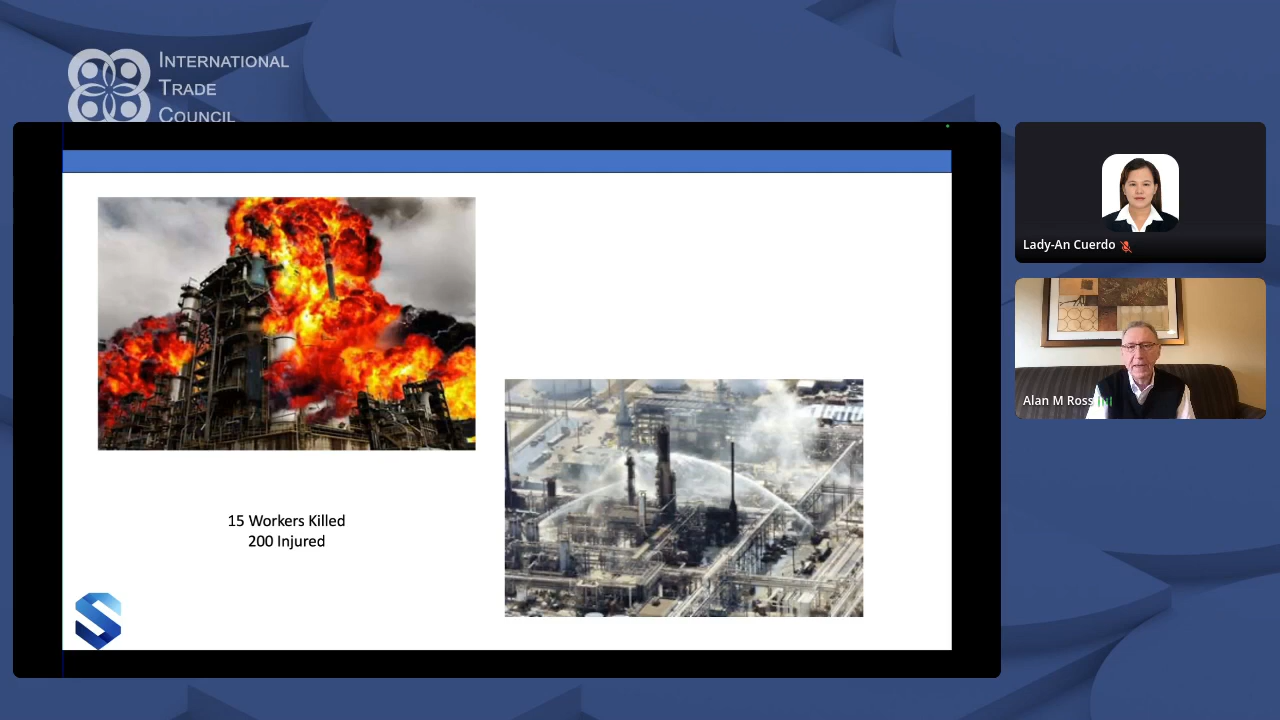 INTERNATIONAL
TRADE
COUNCIL
15 Workers Killed
200 Injured
Lady-An Cuerdo
Alan M Ross